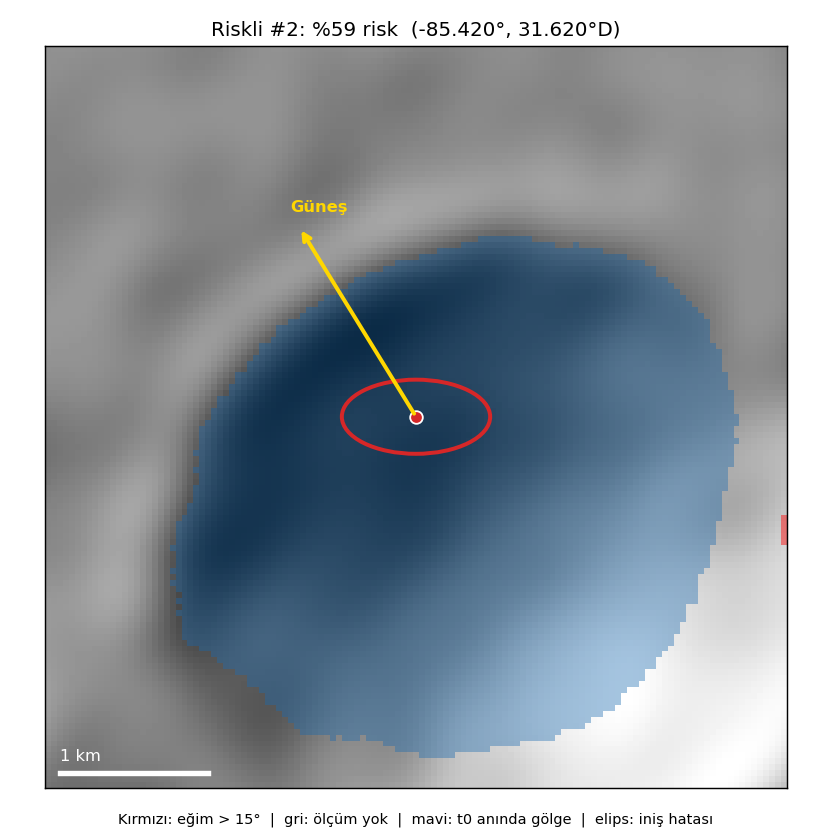 Riskli #2: %59 risk  (-85.420°, 31.620°D)
Güneş
1 km
Kırmızı: eğim > 15°  |  gri: ölçüm yok  |  mavi: t0 anında gölge  |  elips: iniş hatası